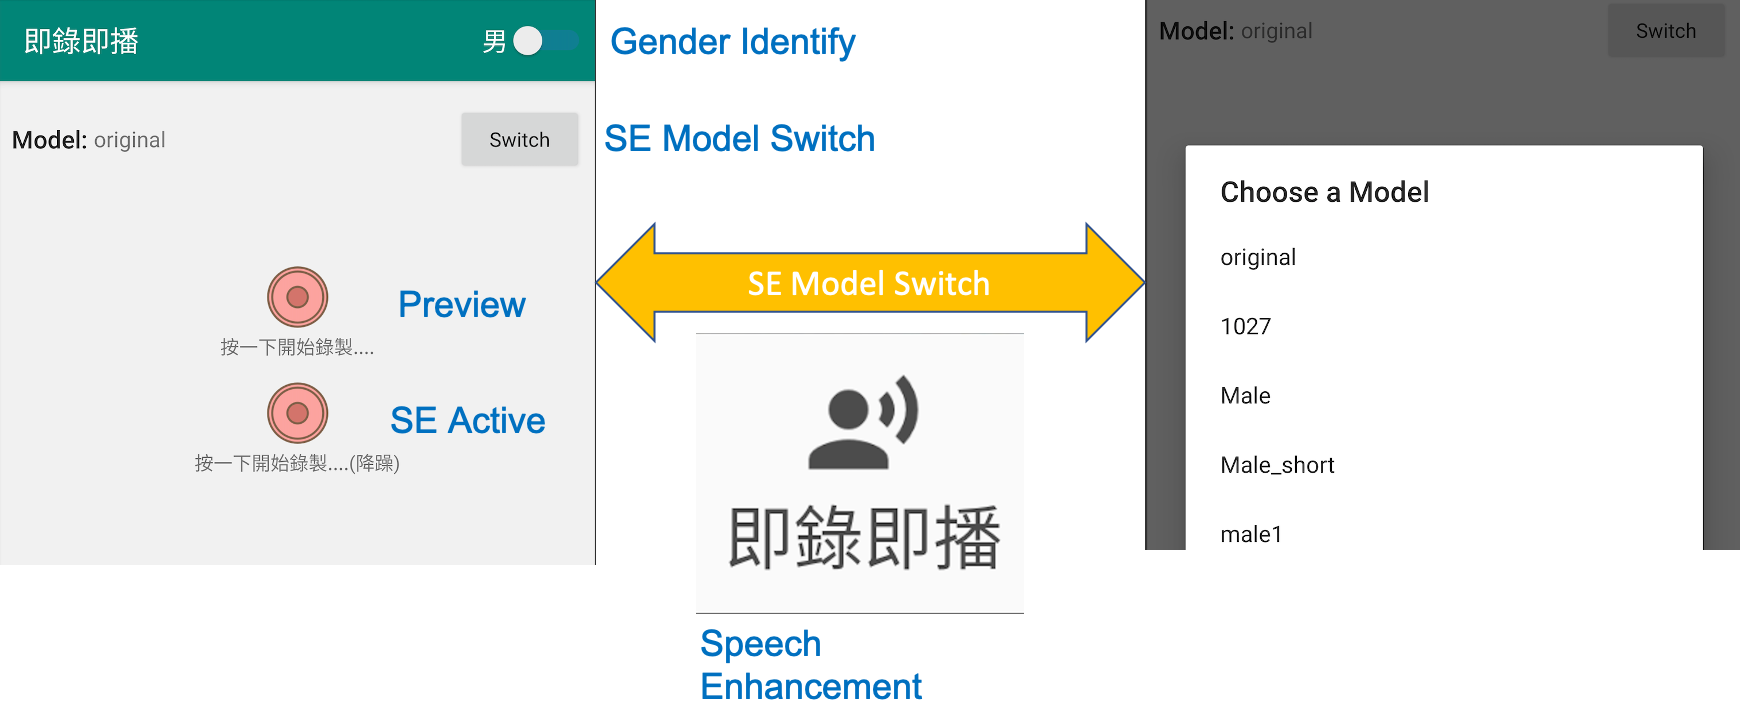 即錄即播
男
Gender Identify
Model: original
Switch
SE Model Switch
Preview
按一下開始錄製....
SE Active
按一下開始錄製....(降躁)
SE Model Switch
即錄即播
Speech
Enhancement
Model: original
Switch
Choose a Model
original
1027
Male
Male_short
male1